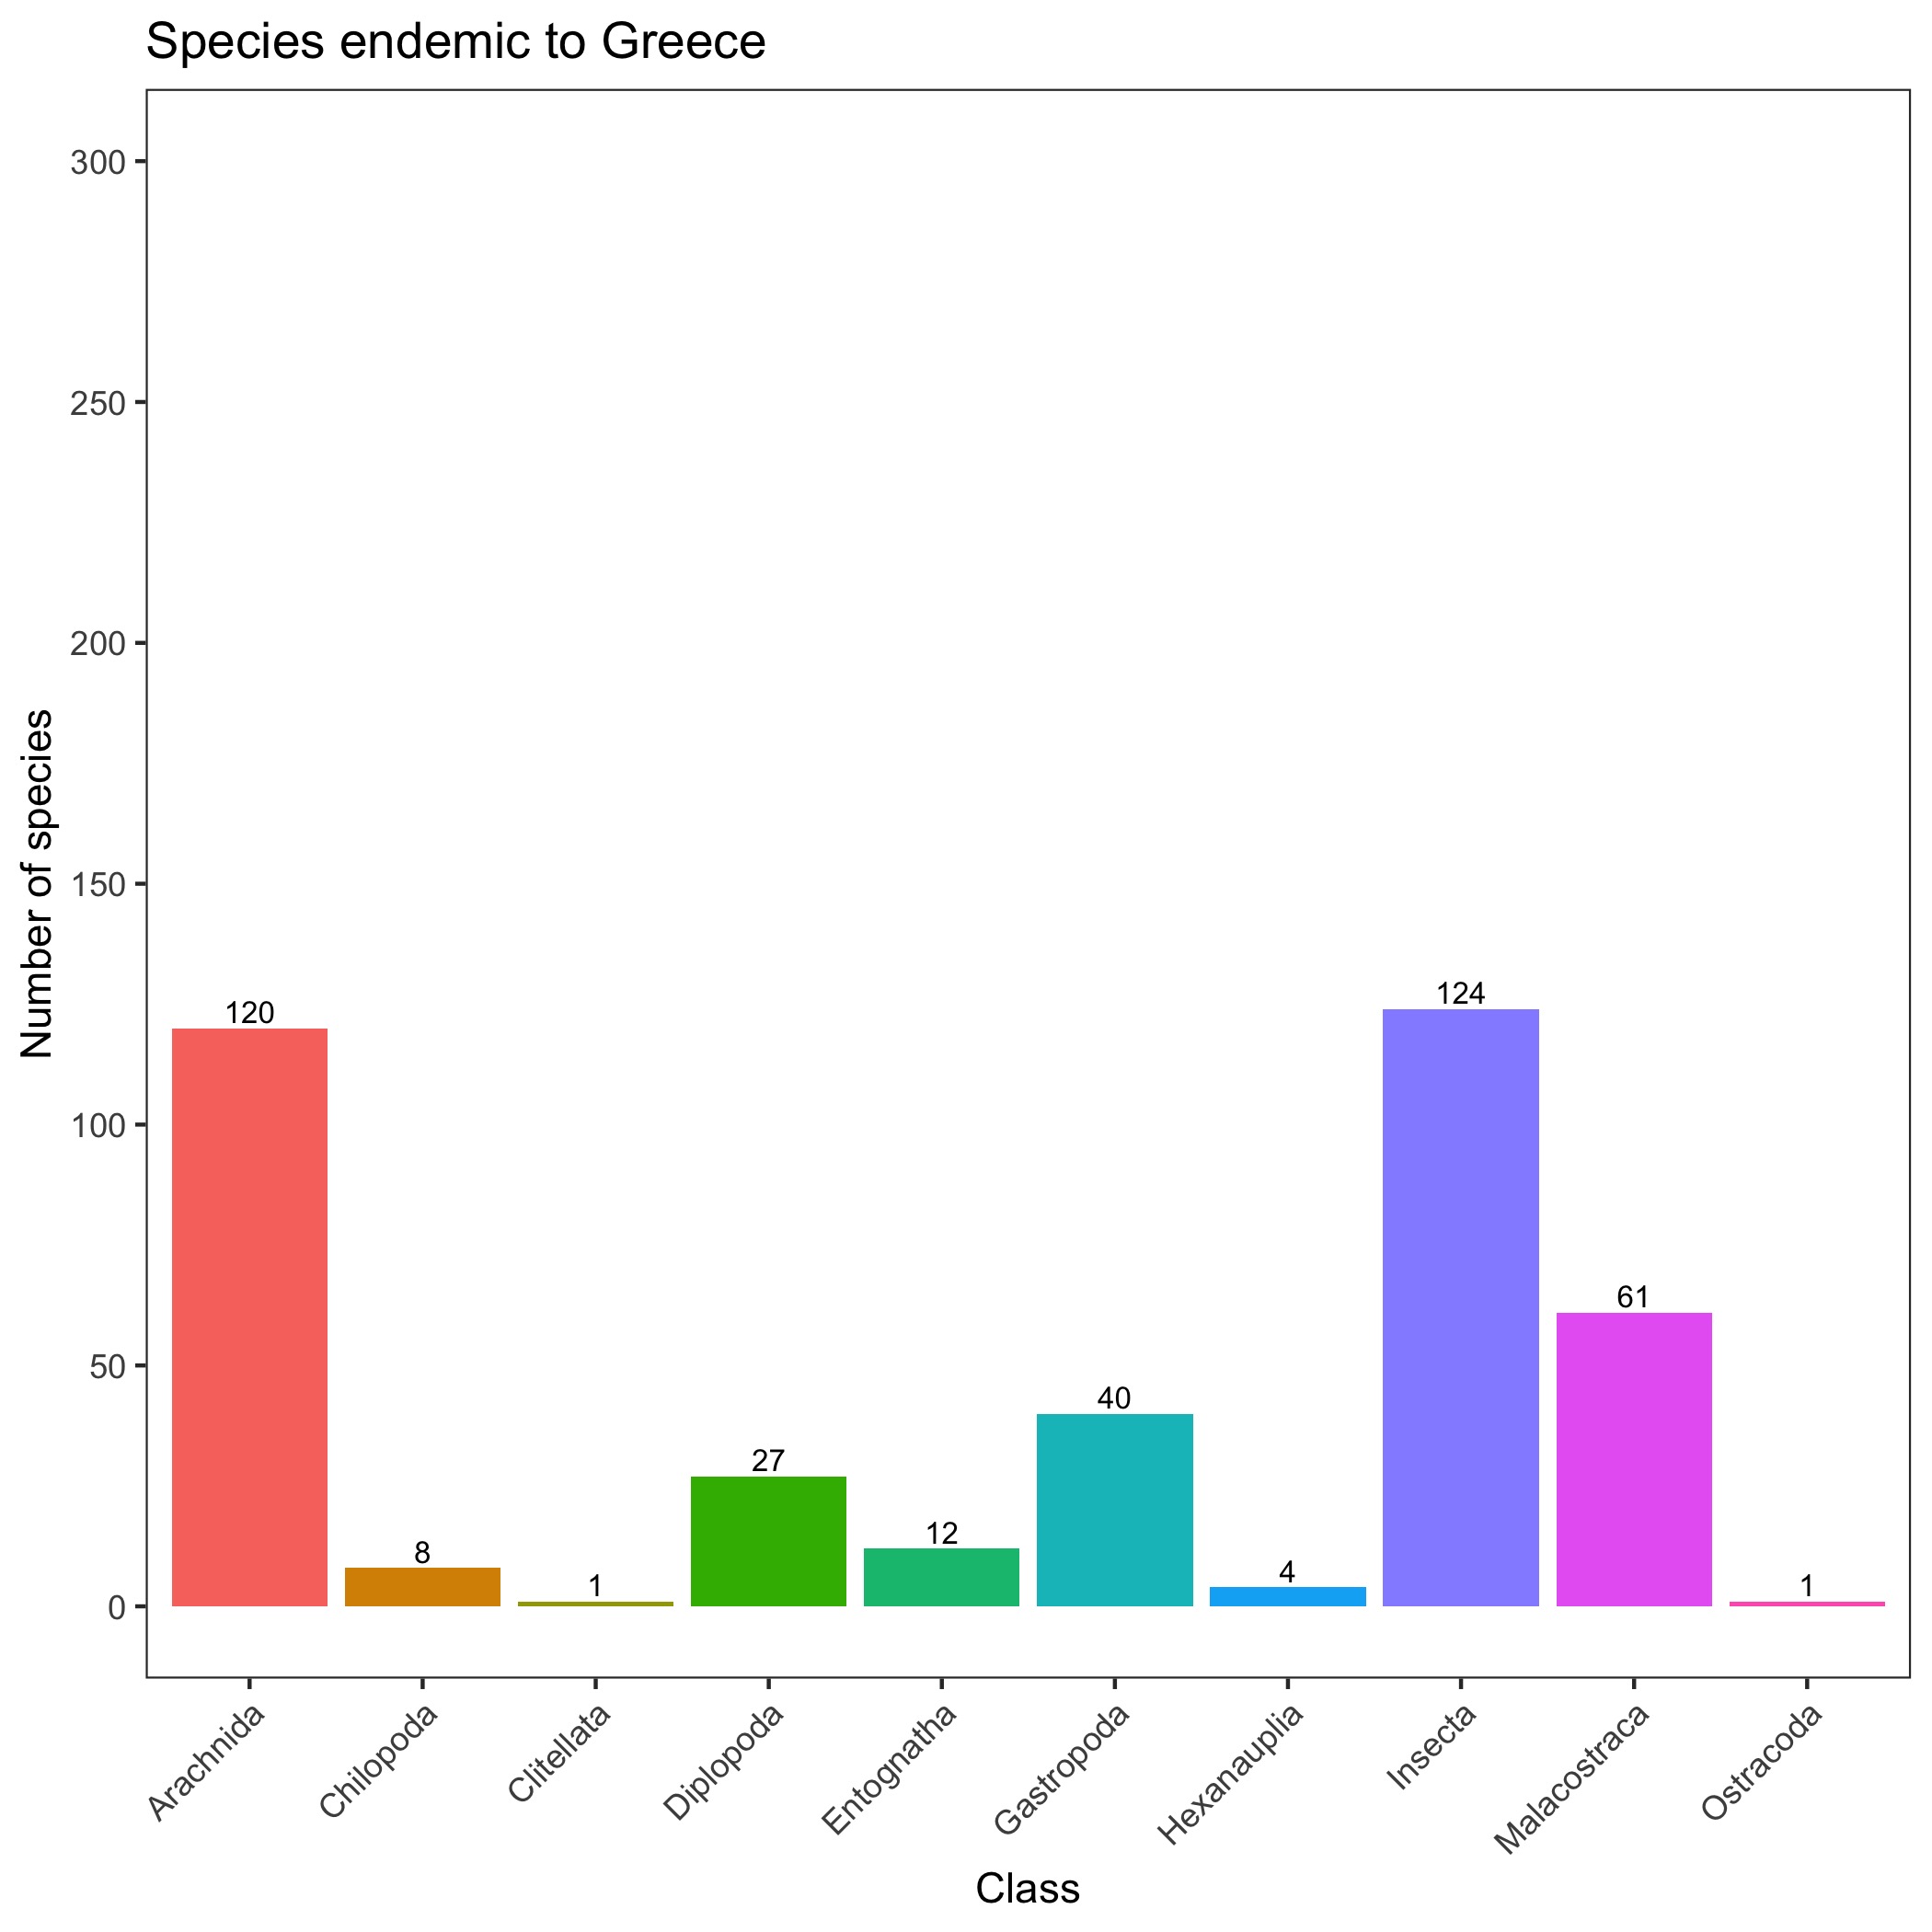 Species endemic to Greece
Number of species
300
250
200
150
100
50
0
120
8
1
27
12
40
4
124
61
1
Arachnida
Chilopoda
Clitellata
Diplopoda
Entognatha
Gastropoda
Hexanauplia
Insecta
Malacostraca
Ostracoda
Class